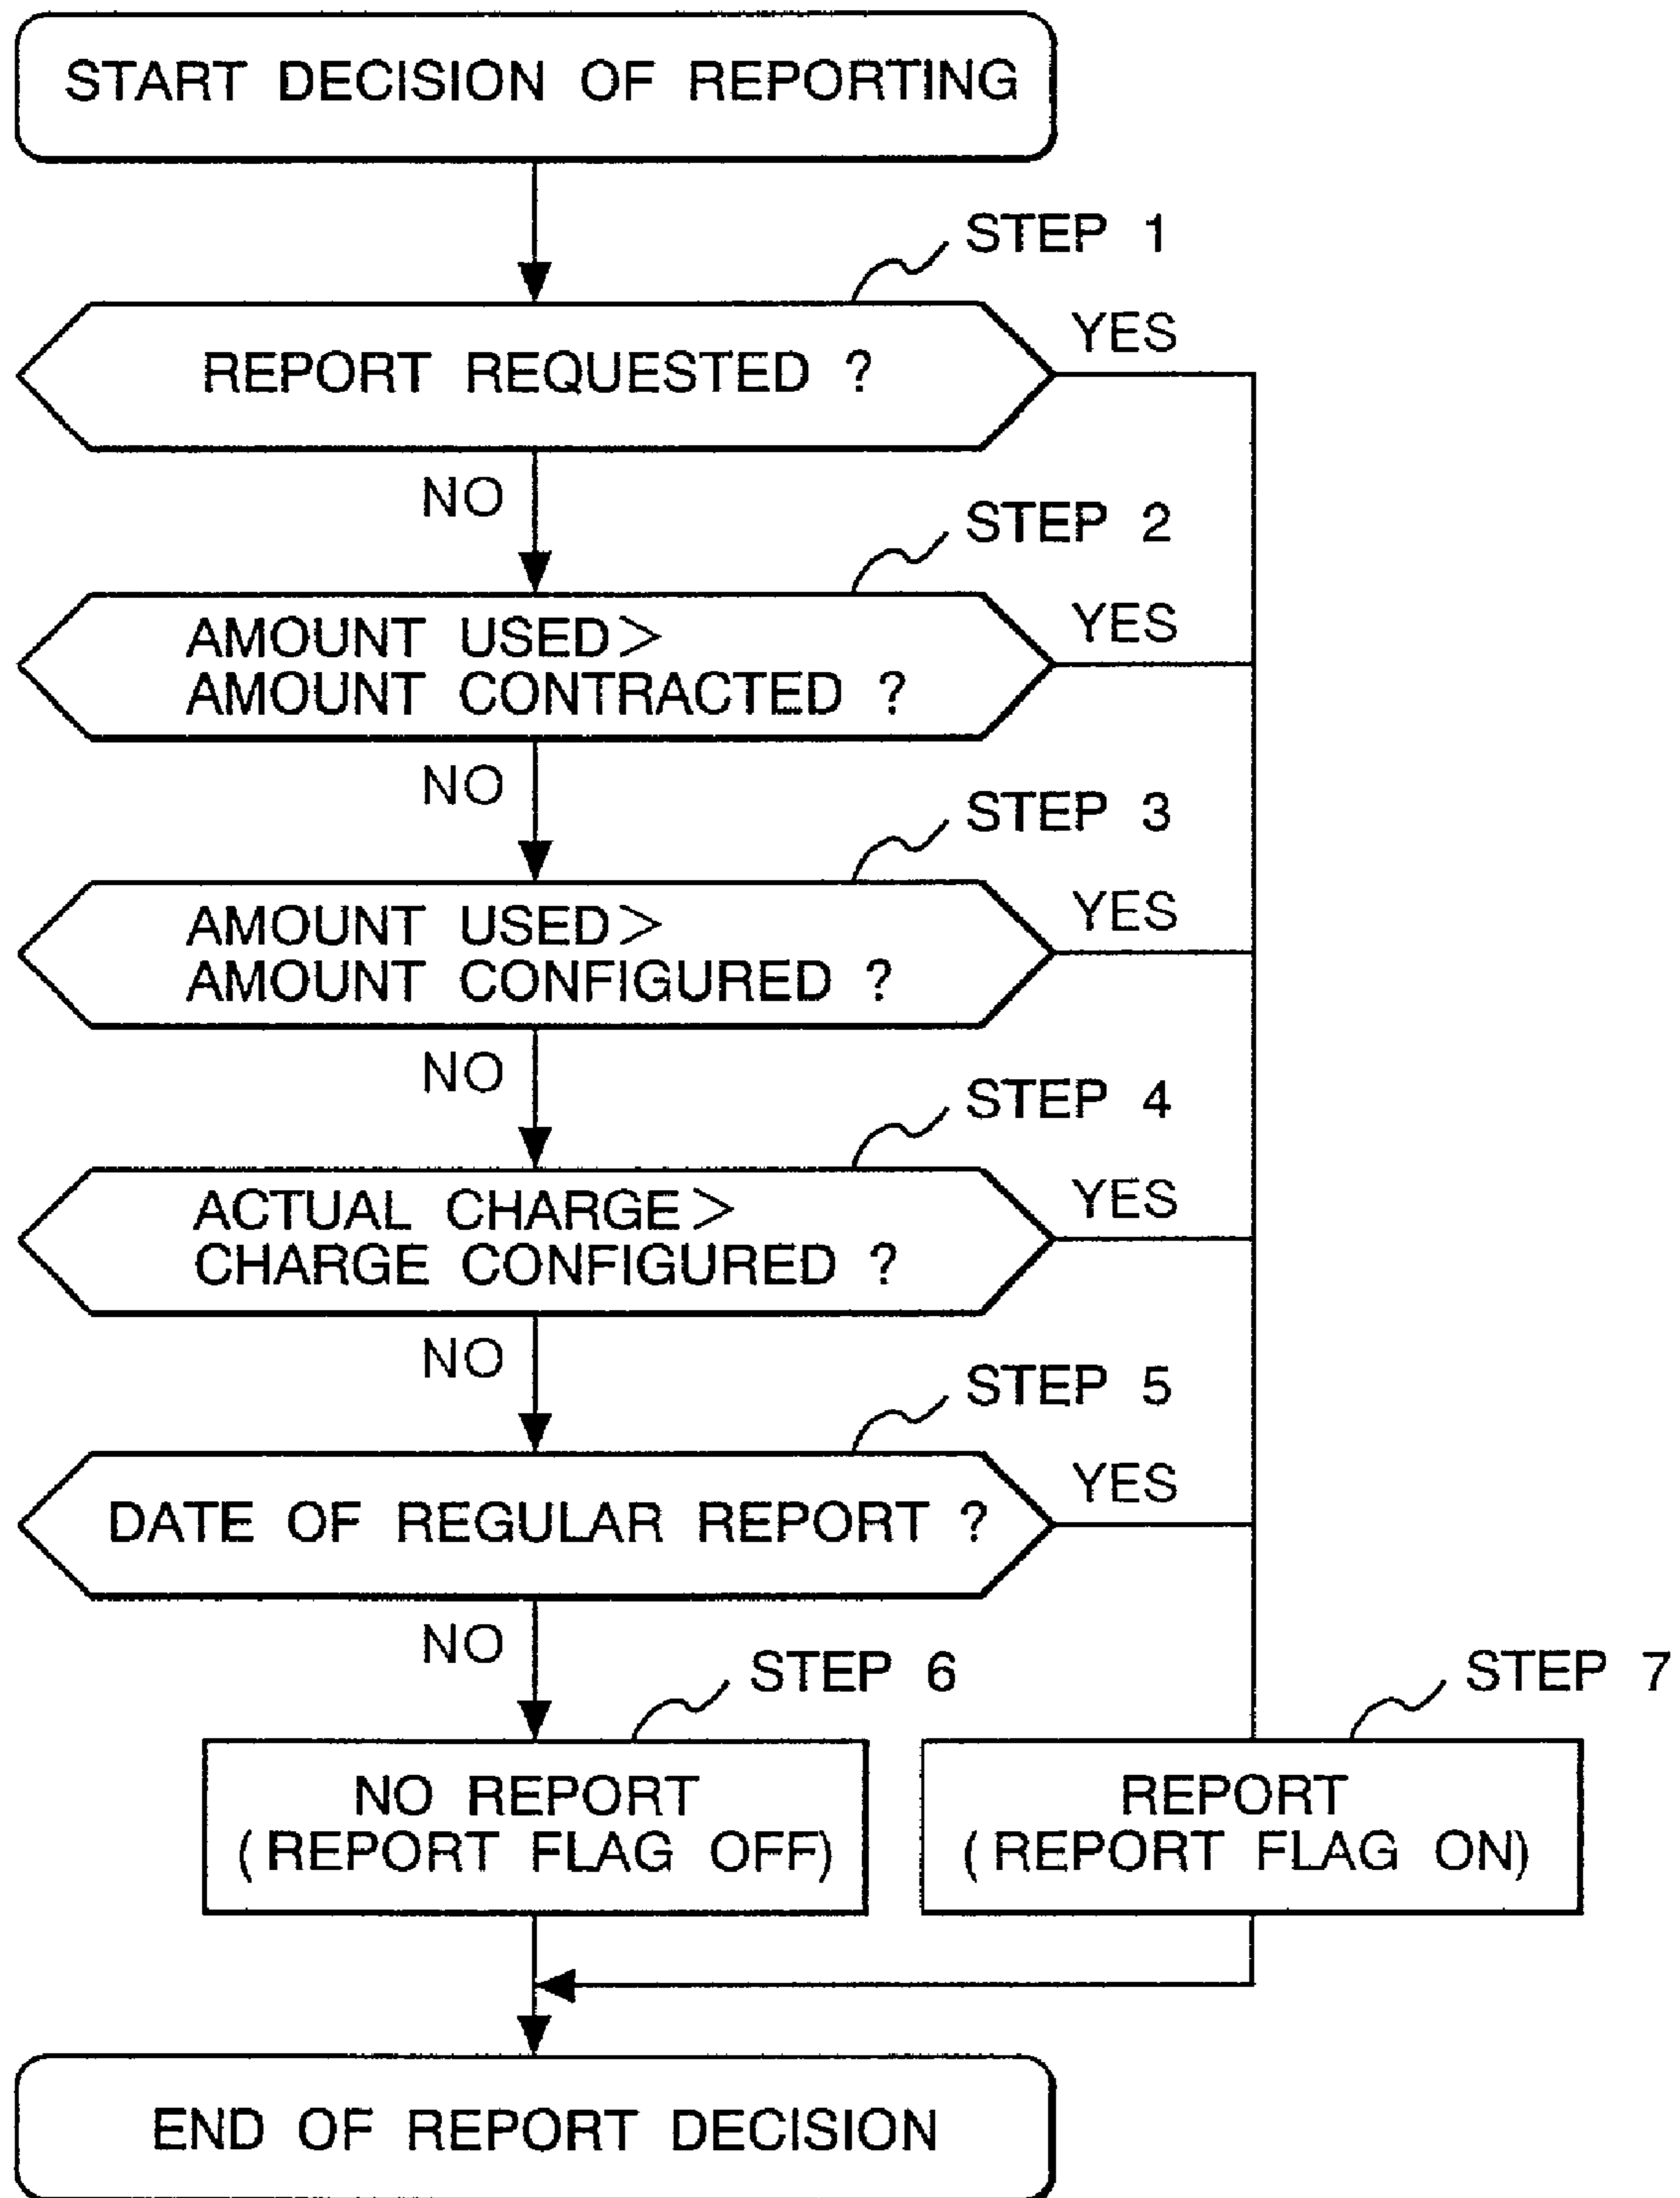 START DECISION OF REPORTING
STEP 1
REPORT REQUESTED ?
YES
NO
STEP 2
AMOUNT USED>
AMOUNT CONTRACTED ?
YES
NO
STEP 3
AMOUNT USED>
AMOUNT CONFIGURED ?
YES
NO
STEP 4
ACTUAL CHARGE>
CHARGE CONFIGURED ?
YES
NO
STEP 5
DATE OF REGULAR REPORT ?
YES
NO
STEP 6
NO REPORT
(REPORT FLAG OFF)
STEP 7
REPORT
(REPORT FLAG ON)
END OF REPORT DECISION